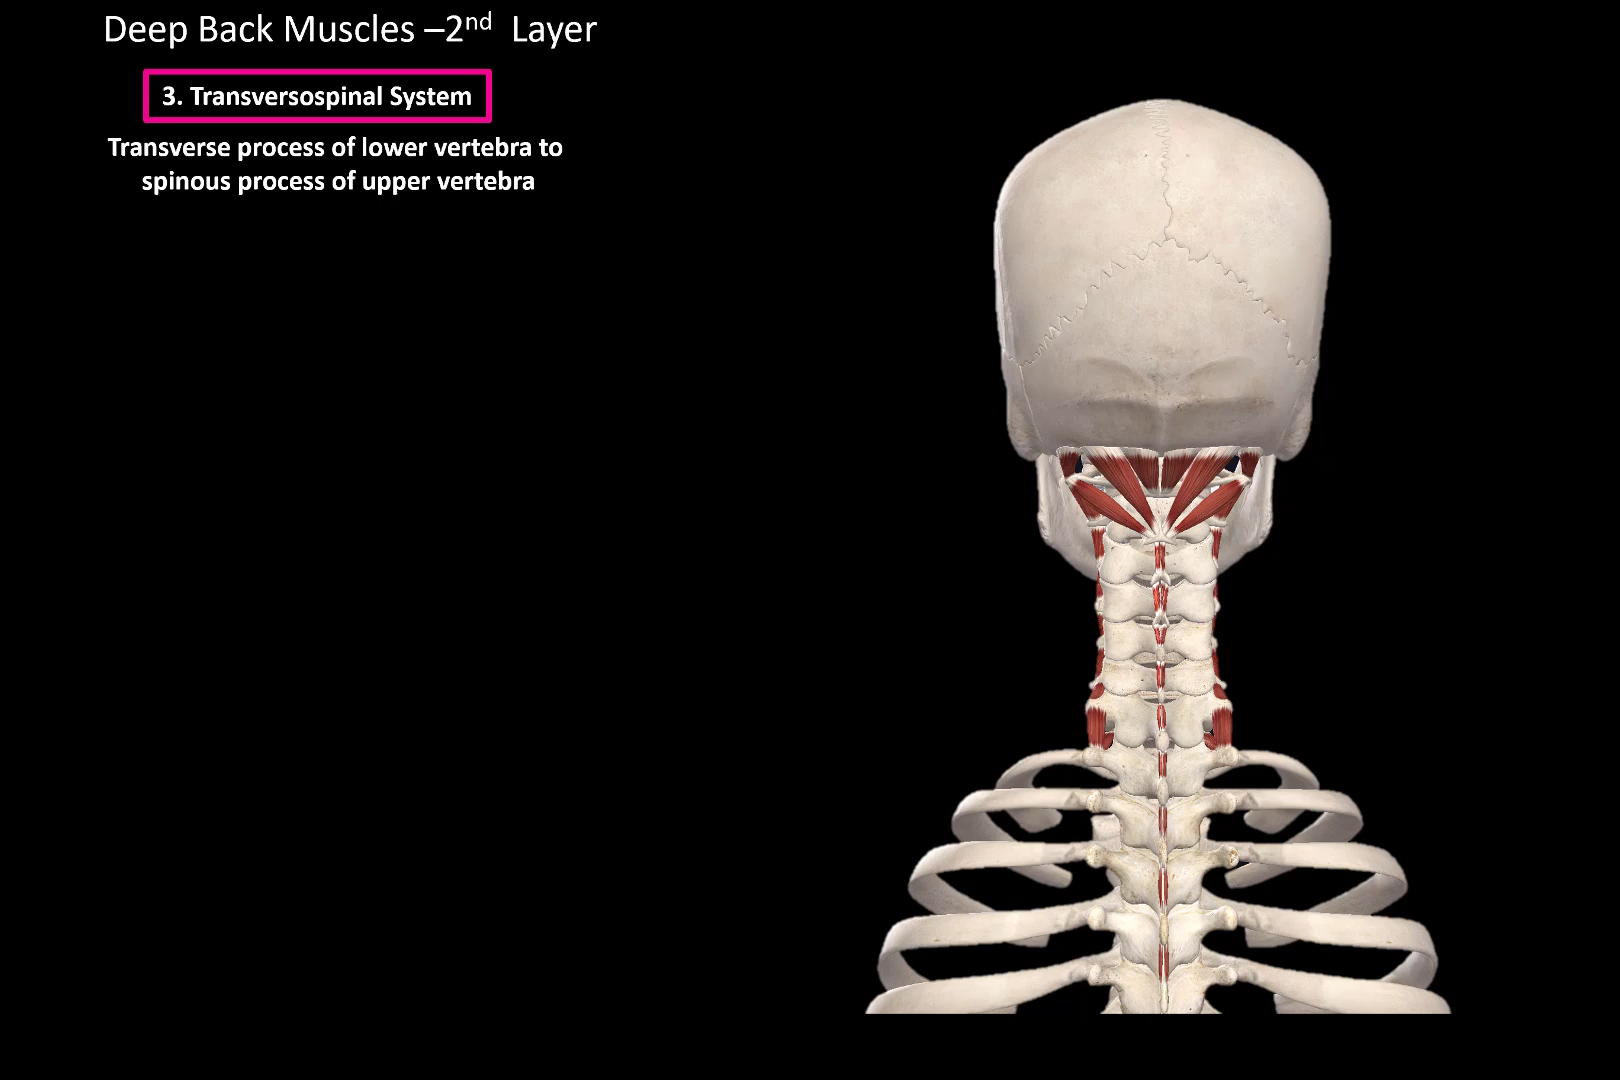 Deep Back Muscles –2nd Layer
3. Transversospinal System
Transverse process of lower vertebra to
spinous process of upper vertebra